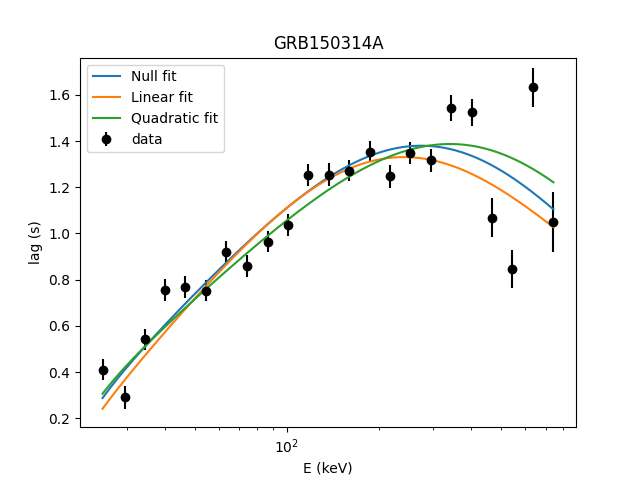 GRB150314A
Null fit
Linear fit
Quadratic fit
data
1.6
1.4
1.2
1.0
0.8
0.6
0.4
0.2
lag (s)
10²
E (keV)